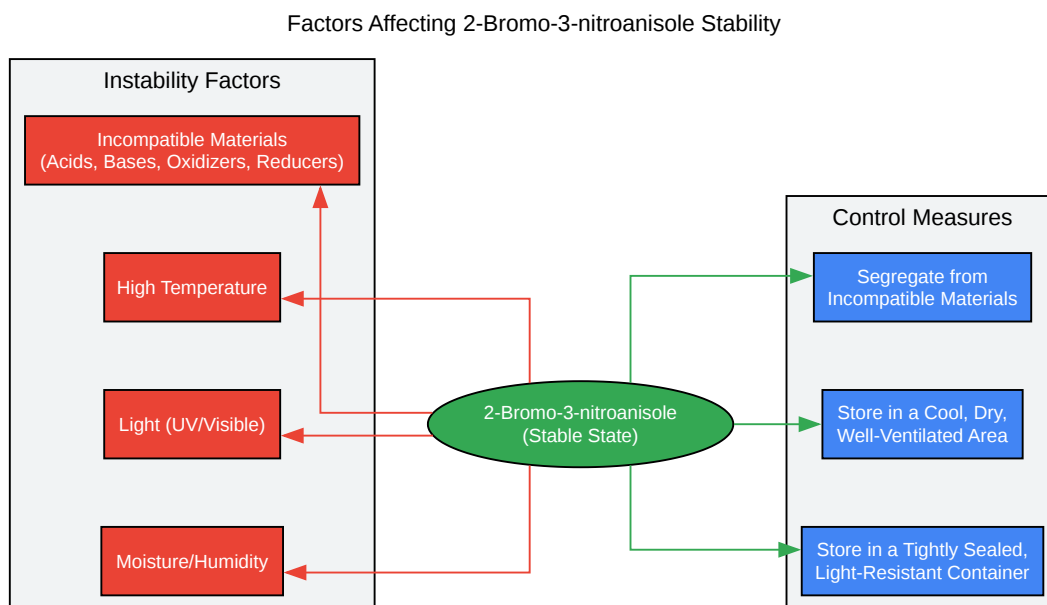 Factors Affecting 2-Bromo-3-nitroanisole Stability
Instability Factors
Incompatible Materials
(Acids, Bases, Oxidizers, Reducers)
High Temperature
Light (UV/Visible)
Moisture/Humidity
2-Bromo-3-nitroanisole
(Stable State)
Control Measures
Segregate from
Incompatible Materials
Store in a Cool, Dry,
Well-Ventilated Area
Store in a Tightly Sealed,
Light-Resistant Container